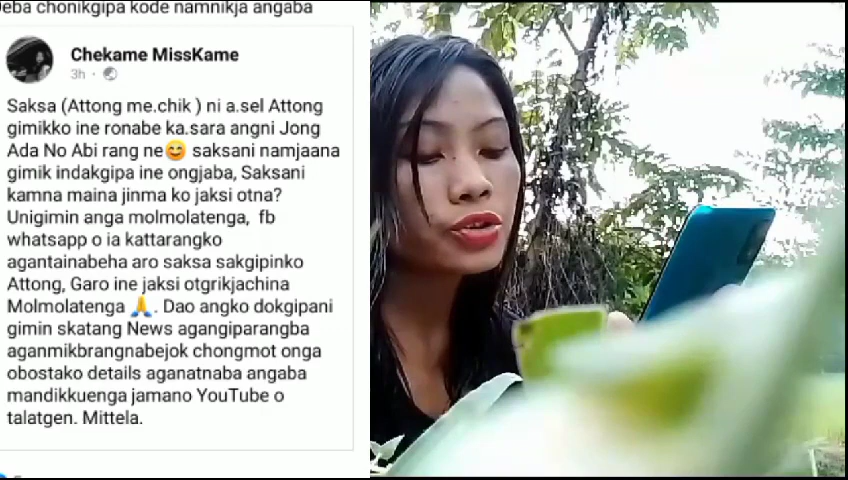 eba chonikgipa kode namnikja angaba
Chekame MissKame
3h ·
Saksa (Attong me.chik ) ni a.sel Attong
gimikko ine ronabe ka.sara angni Jong
Ada No Abi rang ne😊 saksani namjaana
gimik indakgipa ine ongjaba, Saksani
kamna maina jinma ko jaksi otna?
Unigimin anga molmolatenga, fb
whatsapp o ia kattarangko
agantainabeha aro saksa sakgipinko
Attong, Garo ine jaksi otgrikjachina
Molmolatenga 🙏. Dao angko dokgipani
gimin skatang News agangiparangba
aganmikbrangnabejok chongmot onga
obostako details aganatnaba angaba
mandikkuenga jamano YouTube o
talatgen. Mittela.